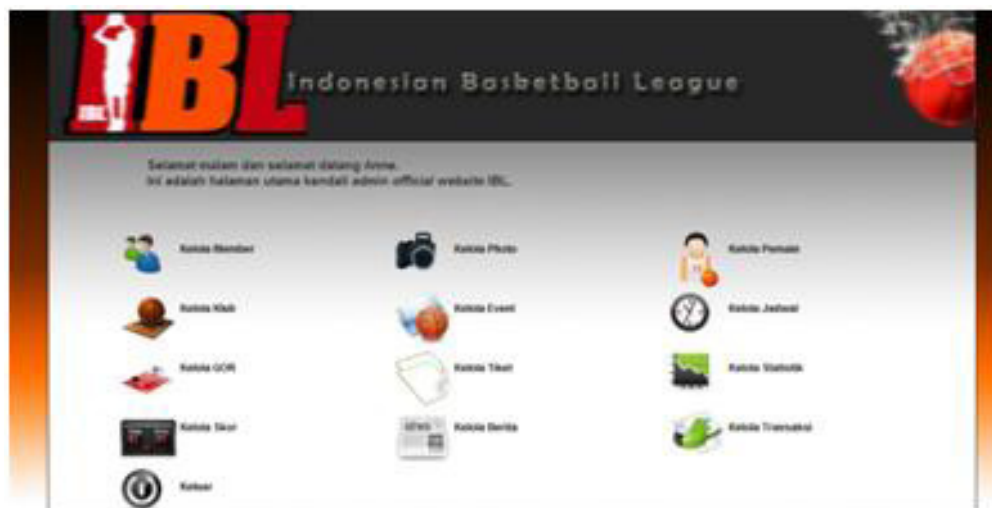 IBL
Indonesian Basketball League
Selamat malam dan selamat datang Anne.
Ini adalah halaman utama kendali admin official website IBL.
Kelola Member
Kelola Photo
Kelola Pemain
Kelola Klub
Kelola Event
Kelola Jadwal
Kelola GOR
Kelola Tiket
Kelola Statistik
Kelola Skor
NEWS
Kelola Berita
Kelola Transaksi
Keluar